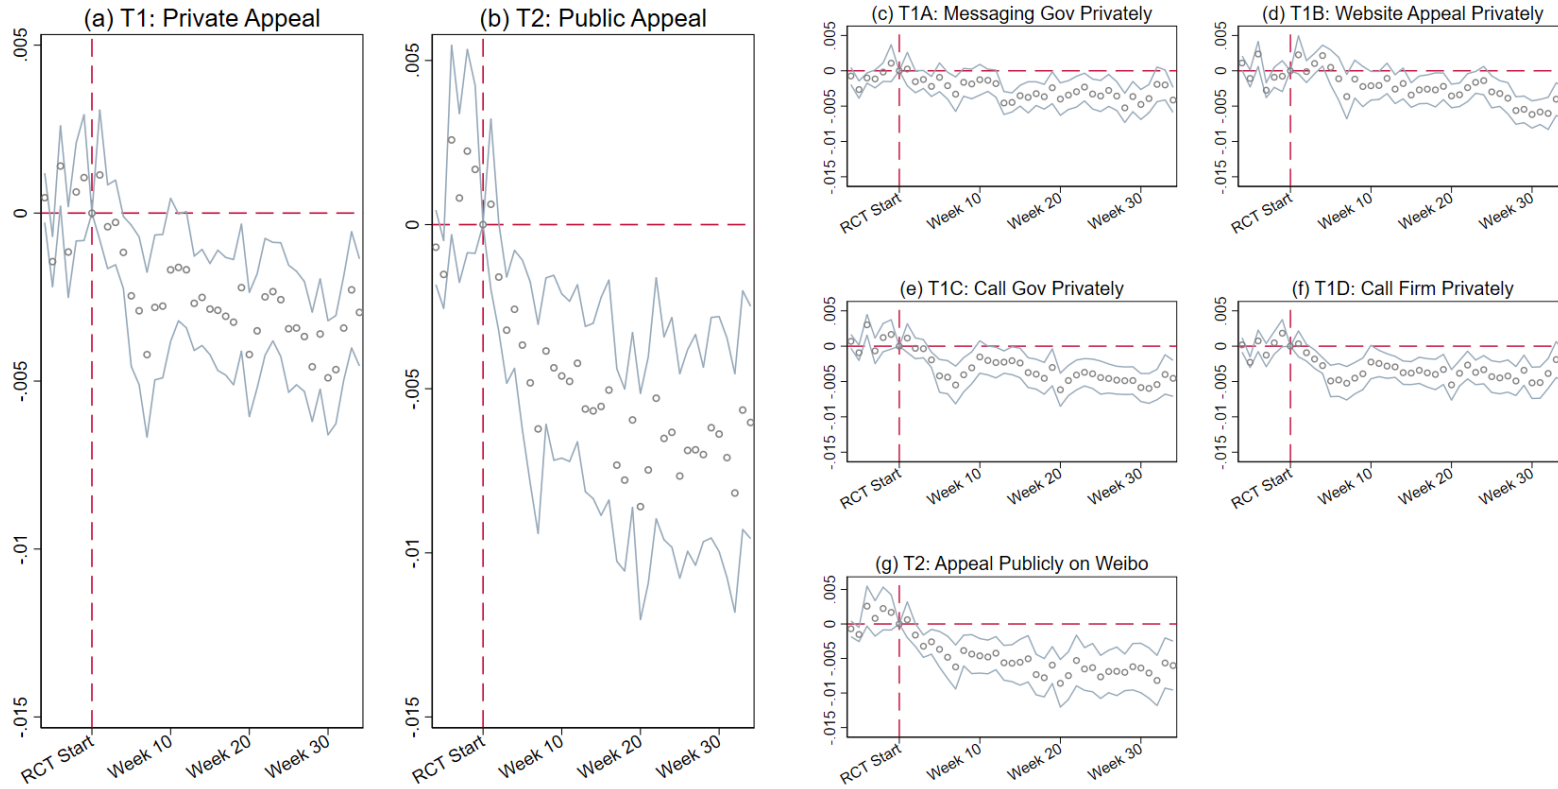 (a) T1: Private Appeal
.005
0
-.005
-.01
-.015
RCT Start
Week 10
Week 20
Week 30
(b) T2: Public Appeal
.005
0
-.005
-.01
-.015
RCT Start
Week 10
Week 20
Week 30
(c) T1A: Messaging Gov Privately
.005
0
-.005
-.01
-.015
RCT Start
Week 10
Week 20
Week 30
(d) T1B: Website Appeal Privately
.005
0
-.005
-.01
-.015
RCT Start
Week 10
Week 20
Week 30
(e) T1C: Call Gov Privately
.005
0
-.005
-.01
-.015
RCT Start
Week 10
Week 20
Week 30
(f) T1D: Call Firm Privately
.005
0
-.005
-.01
-.015
RCT Start
Week 10
Week 20
Week 30
(g) T2: Appeal Publicly on Weibo
.005
0
-.005
-.01
-.015
RCT Start
Week 10
Week 20
Week 30